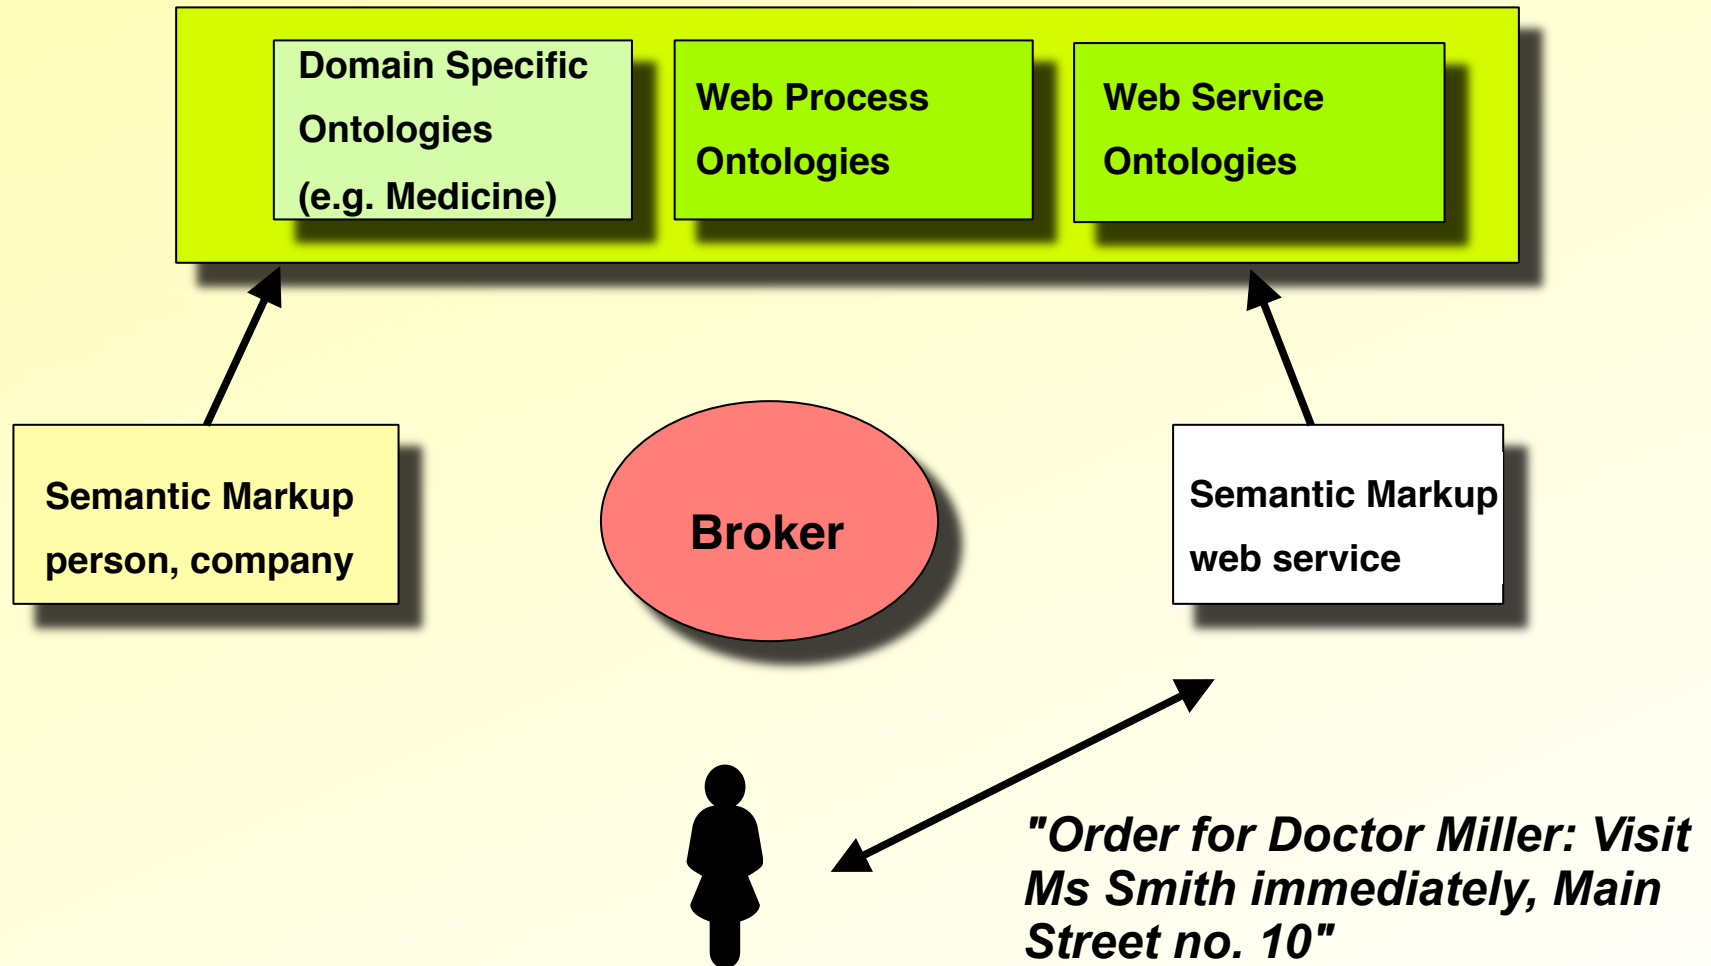 Domain Specific
Ontologies
(e.g. Medicine)
Web Process
Ontologies
Web Service
Ontologies
Semantic Markup
person, company
Broker
Semantic Markup
web service
"Order for Doctor Miller: Visit
Ms Smith immediately, Main
Street no. 10"